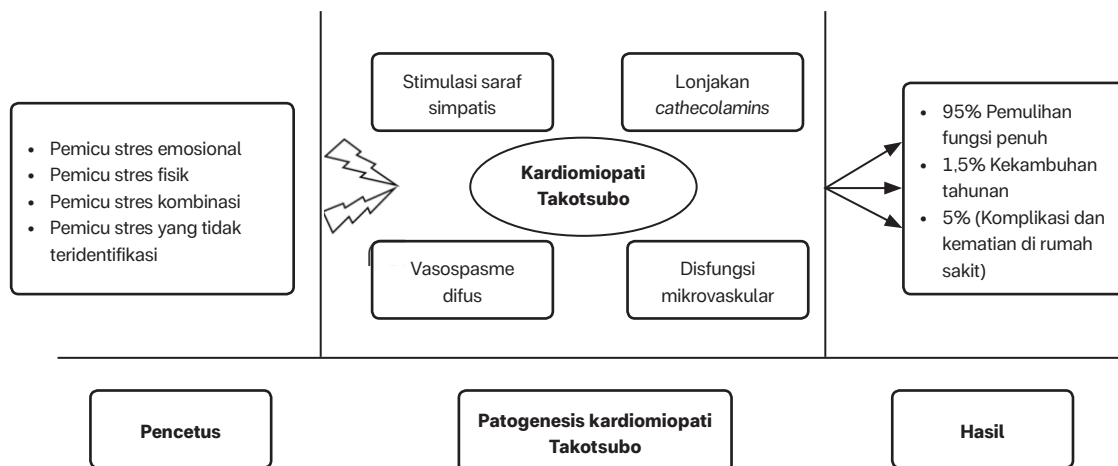 • Pemicu stres emosional
• Pemicu stres fisik
• Pemicu stres kombinasi
• Pemicu stres yang tidak
teridentifikasi
Stimulasi saraf
simpatis
Lonjakan
cathecolamins
Kardiomiopati
Takotsubo
Vasospasme
difus
Disfungsi
mikrovaskular
• 95% Pemulihan
fungsi penuh
• 1,5% Kekambuhan
tahunan
• 5% (Komplikasi dan
kematian di rumah
sakit)
Pencetus
Patogenesis kardiomiopati
Takotsubo
Hasil